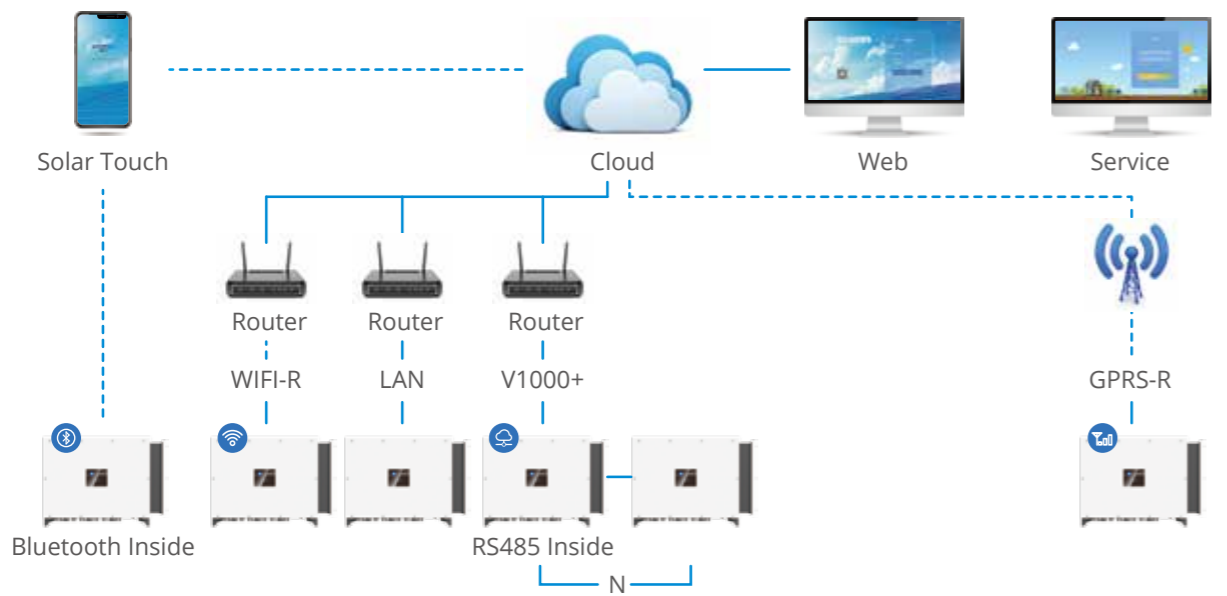 Solar Touch
Cloud
Web
Service
Router
Router
Router
WIFI-R
LAN
V1000+
GPRS-R
Bluetooth Inside
RS485 Inside
N